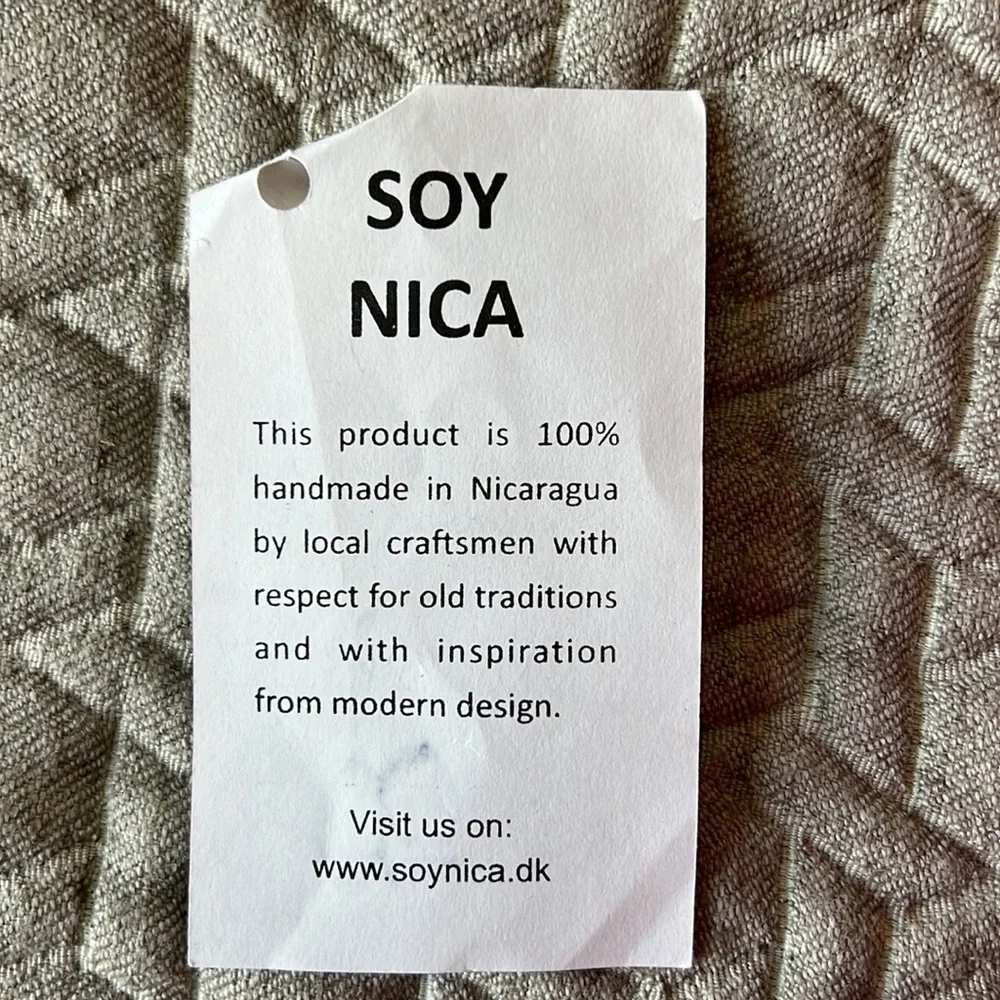 SOY
NICA
This product is 100%
handmade in Nicaragua
by local craftsmen with
respect for old traditions
and with inspiration
from modern design.
Visit us on:
www.soynica.dk